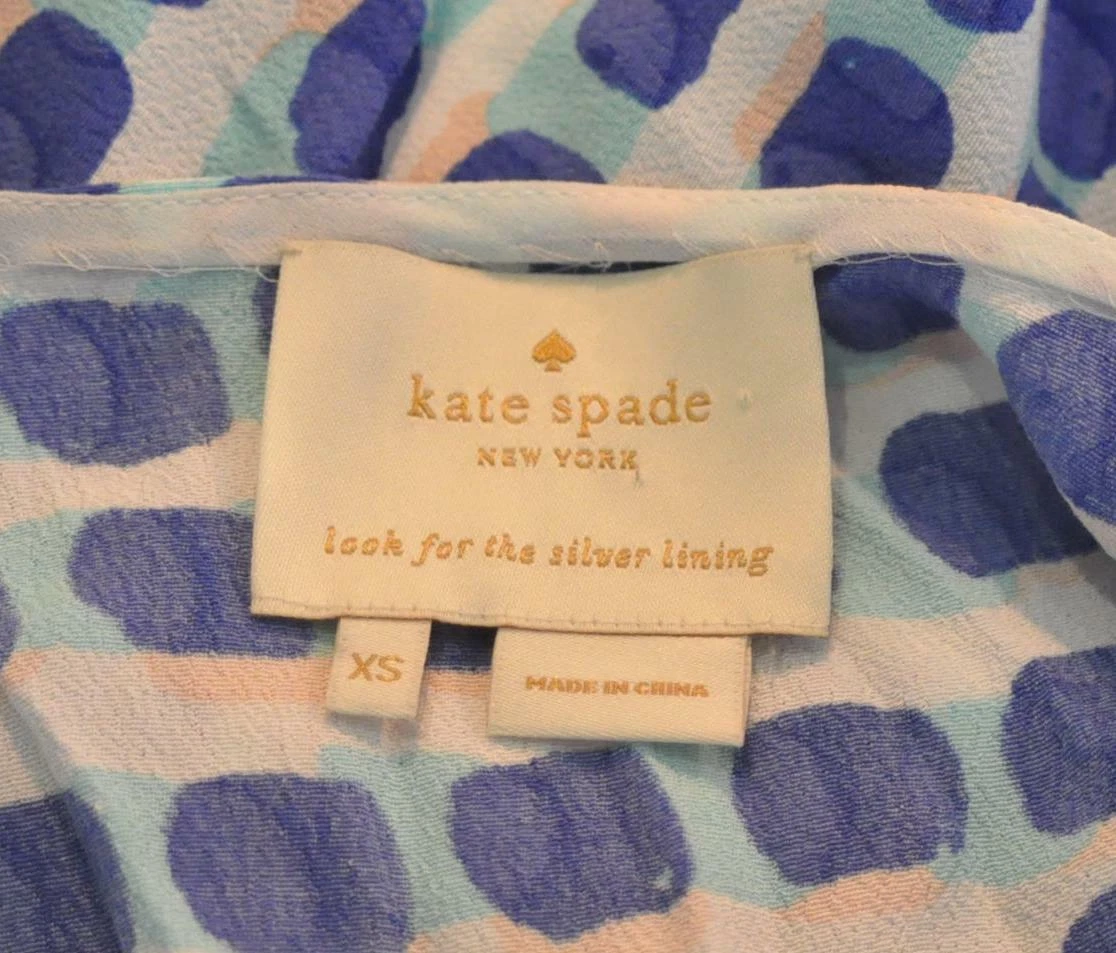 kate spade
NEW YORK
look for the silver lining
XS
MADE IN CHINA